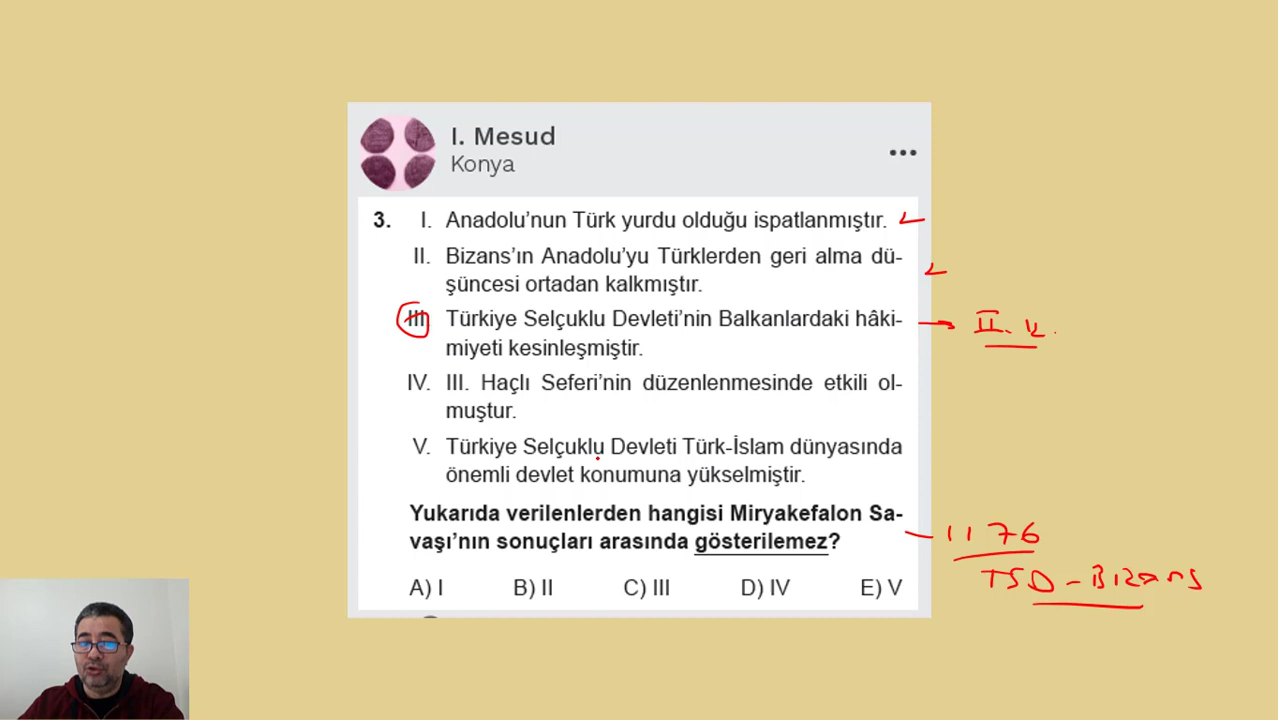 I. Mesud
Konya
3. I. Anadolu'nun Türk yurdu olduğu ispatlanmıştır.
II. Bizans'ın Anadolu'yu Türklerden geri alma dü-
şüncesi ortadan kalkmıştır.
III. Türkiye Selçuklu Devleti'nin Balkanlardaki hâki-
miyeti kesinleşmiştir.
II. K.
IV. III. Haçlı Seferi'nin düzenlenmesinde etkili ol-
muştur.
V. Türkiye Selçuklu Devleti Türk-İslam dünyasında
önemli devlet konumuna yükselmiştir.
Yukarıda verilenlerden hangisi Miryakefalon Sa-
vaşı'nın sonuçları arasında gösterilemez?
1176
TSD - Bizans
A) I B) II C) III D) IV E) V